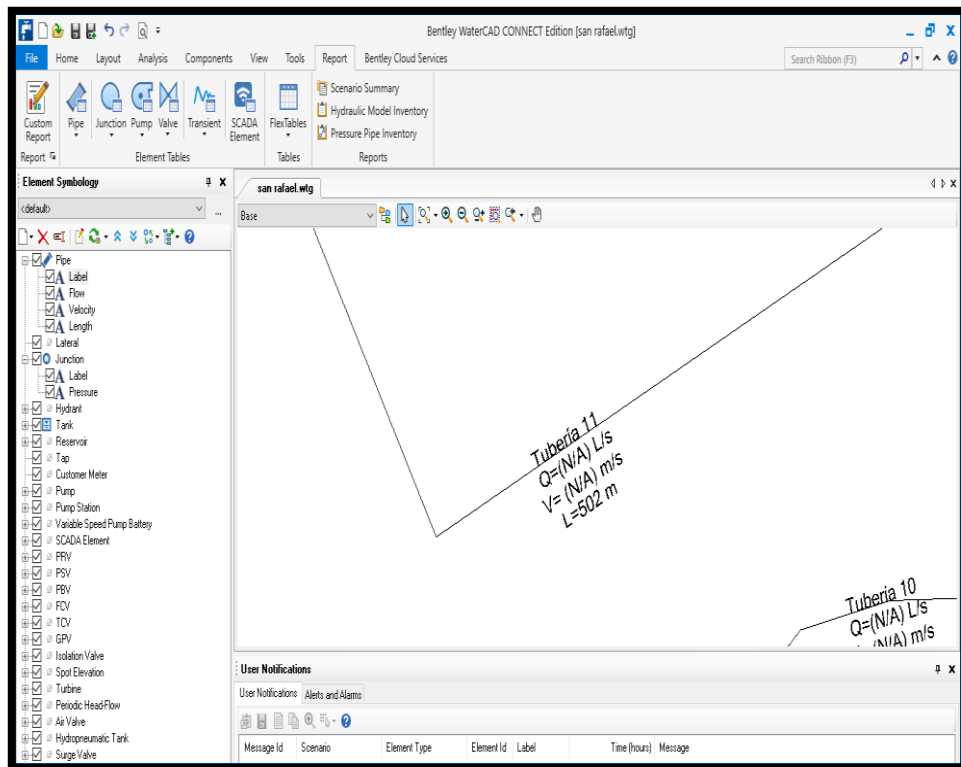 Bentley WaterCAD CONNECT Edition [san rafael.wtg]
File Home Layout Analysis Components View Tools Report Bentley Cloud Services Search Ribbon (F3)
Custom Report
Pipe
Junction
Pump
Valve
Transient
SCADA Element
FlexTables
Scenario Summary
Hydraulic Model Inventory
Pressure Pipe Inventory
Report
Element Tables
Tables
Reports
Element Symbology
<default>
...
Pipe
Label
Flow
Velocity
Length
Lateral
Junction
Label
Pressure
Hydrant
Tank
Reservoir
Tap
Customer Meter
Pump
Pump Station
Variable Speed Pump Battery
SCADA Element
PRV
PSV
PBV
FCV
TCV
GPV
Isolation Valve
Spot Elevation
Turbine
Periodic Head-Flow
Air Valve
Hydropneumatic Tank
Surge Valve
san rafael.wtg
Base
Tubería 11
Q=(N/A) L/s
V= (N/A) m/s
L=502 m
Tubería 10
Q=(N/A) L/s
(N/A) m/s
User Notifications
User Notifications Alerts and Alarms
Message Id Scenario Element Type Element Id Label Time (hours) Message